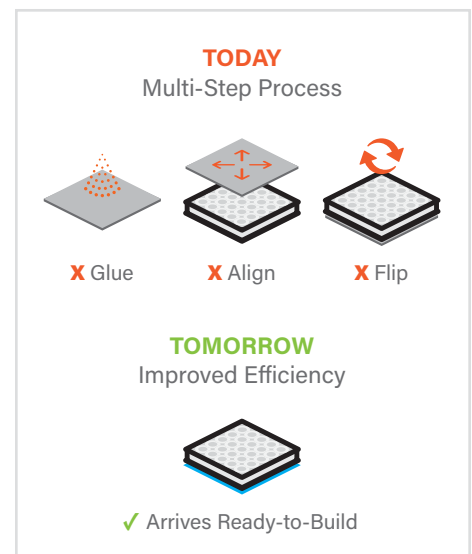 TODAY
Multi-Step Process
X Glue
X Align
X Flip
TOMORROW
Improved Efficiency
✓ Arrives Ready-to-Build